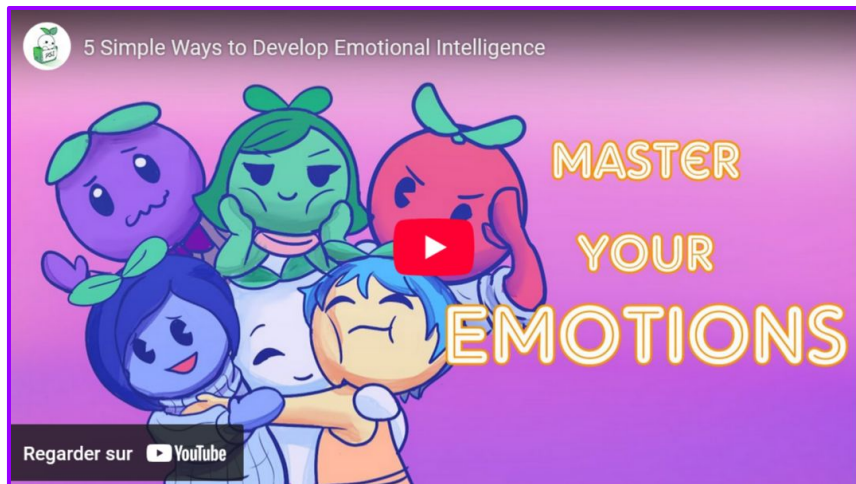 5 Simple Ways to Develop Emotional Intelligence
MASTER
YOUR
EMOTIONS
Regarder sur YouTube